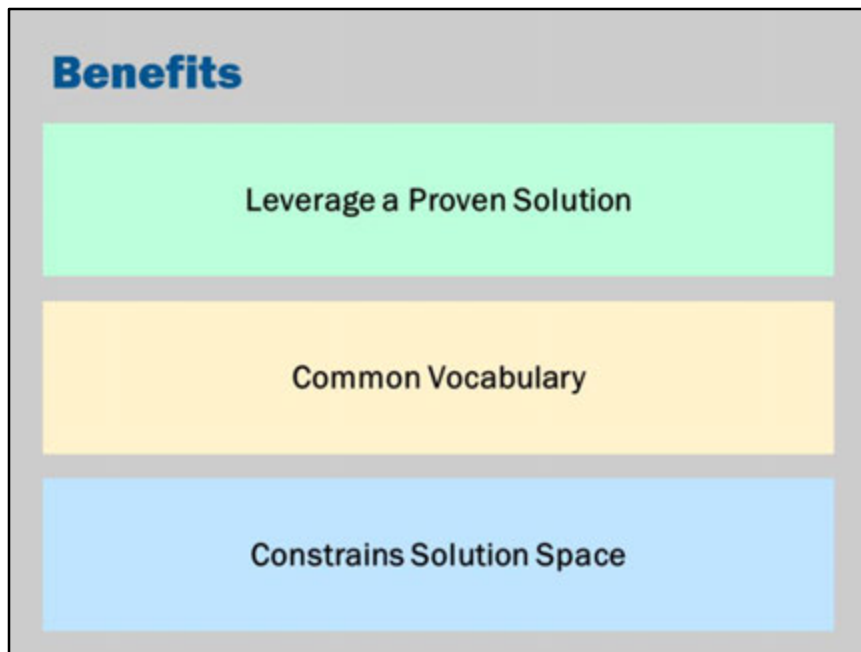 Benefits
Leverage a Proven Solution
Common Vocabulary
Constrains Solution Space